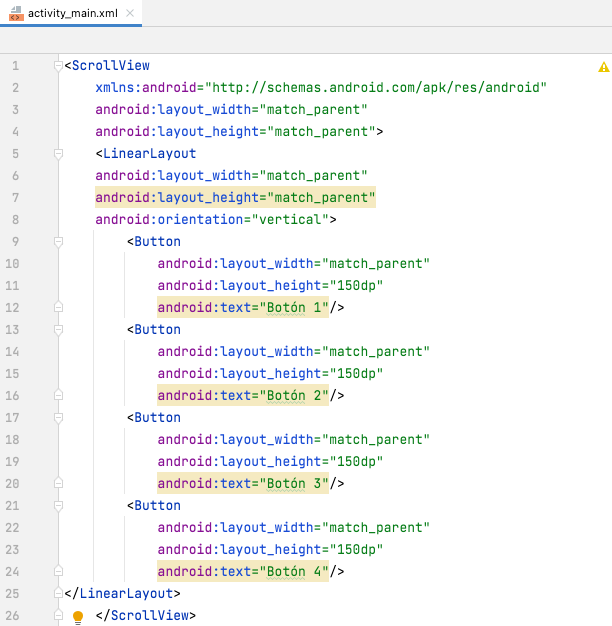 activity_main.xml
1 <ScrollView
2 xmlns:android="http://schemas.android.com/apk/res/android"
3 android:layout_width="match_parent"
4 android:layout_height="match_parent">
5 <LinearLayout
6 android:layout_width="match_parent"
7 android:layout_height="match_parent"
8 android:orientation="vertical">
9 <Button
10 android:layout_width="match_parent"
11 android:layout_height="150dp"
12 android:text="Botón 1"/>
13 <Button
14 android:layout_width="match_parent"
15 android:layout_height="150dp"
16 android:text="Botón 2"/>
17 <Button
18 android:layout_width="match_parent"
19 android:layout_height="150dp"
20 android:text="Botón 3"/>
21 <Button
22 android:layout_width="match_parent"
23 android:layout_height="150dp"
24 android:text="Botón 4"/>
25 </LinearLayout>
26 </ScrollView>